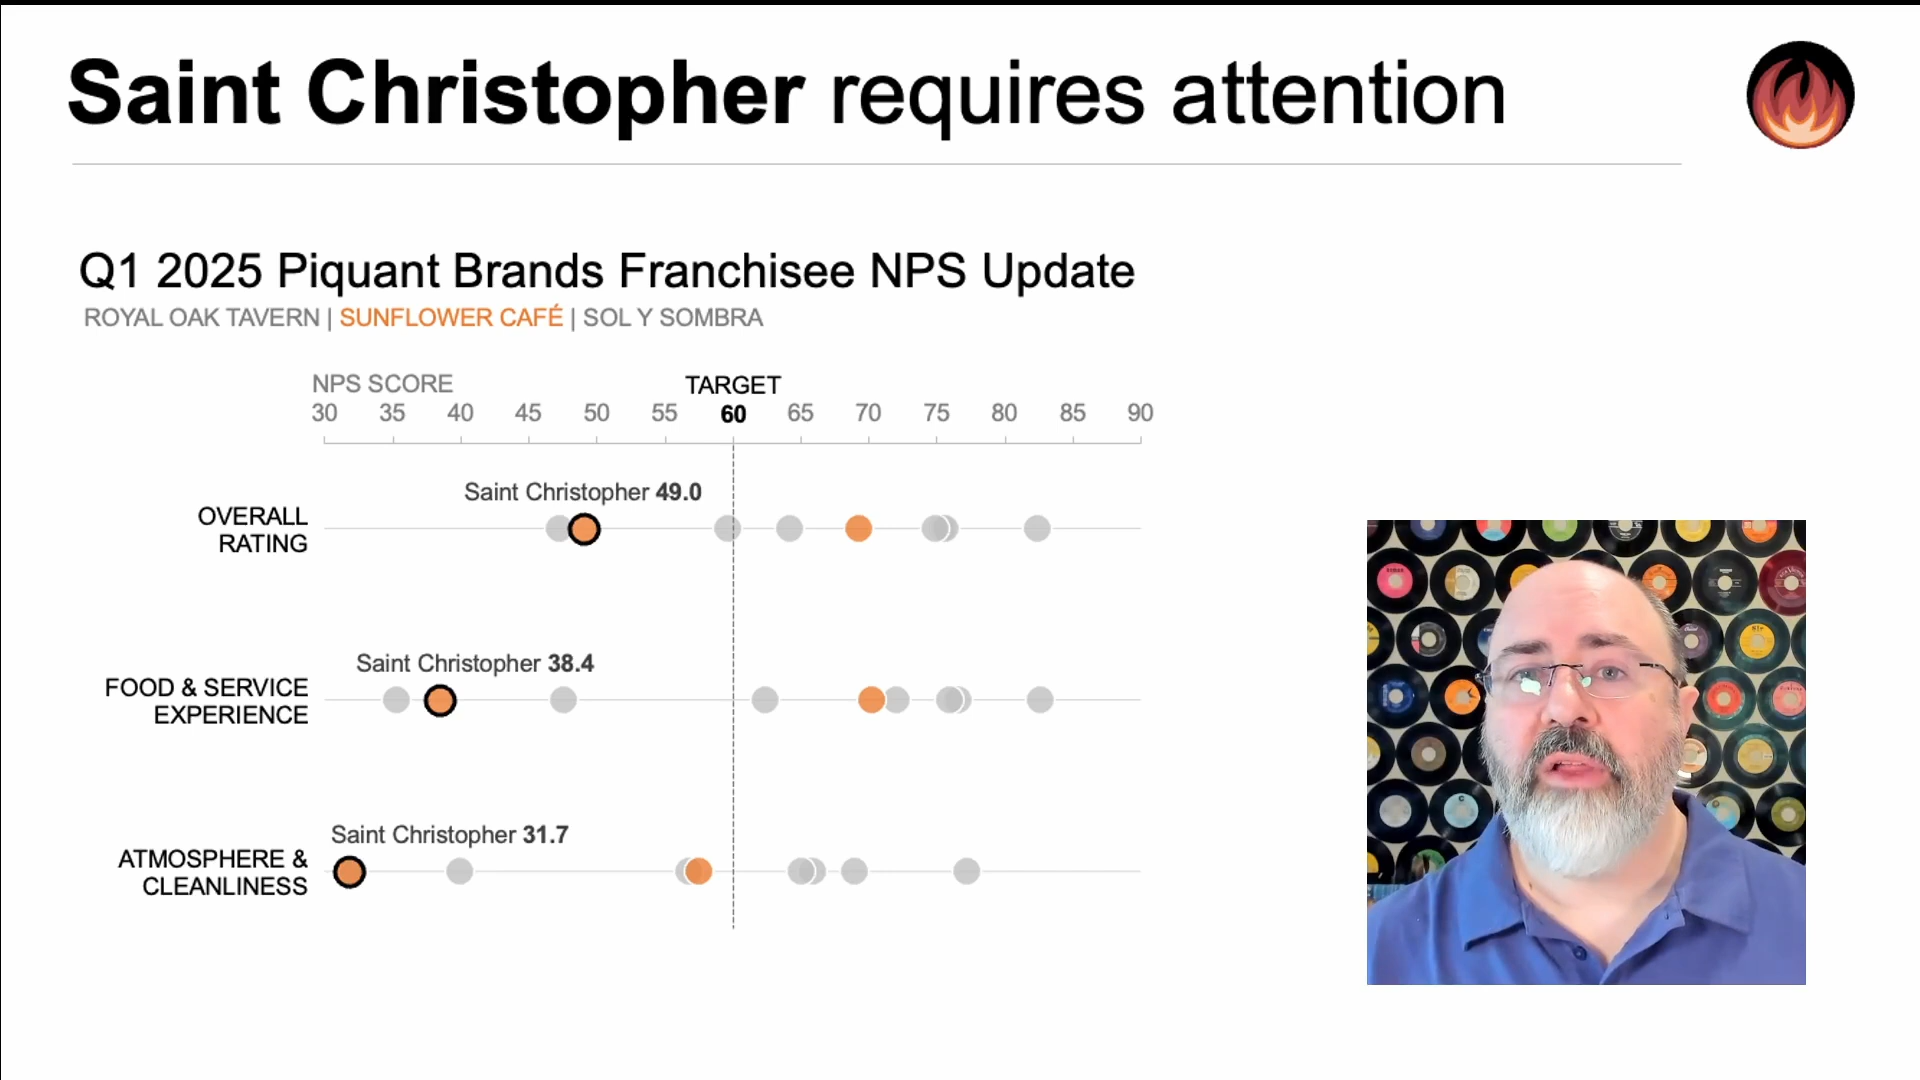 Saint Christopher requires attention
Q1 2025 Piquant Brands Franchisee NPS Update
ROYAL OAK TAVERN | SUNFLOWER CAFÉ | SOL Y SOMBRA
NPS SCORE
TARGET
30 35 40 45 50 55 60 65 70 75 80 85 90
Saint Christopher 49.0
OVERALL
RATING
Saint Christopher 38.4
FOOD & SERVICE
EXPERIENCE
Saint Christopher 31.7
ATMOSPHERE &
CLEANLINESS